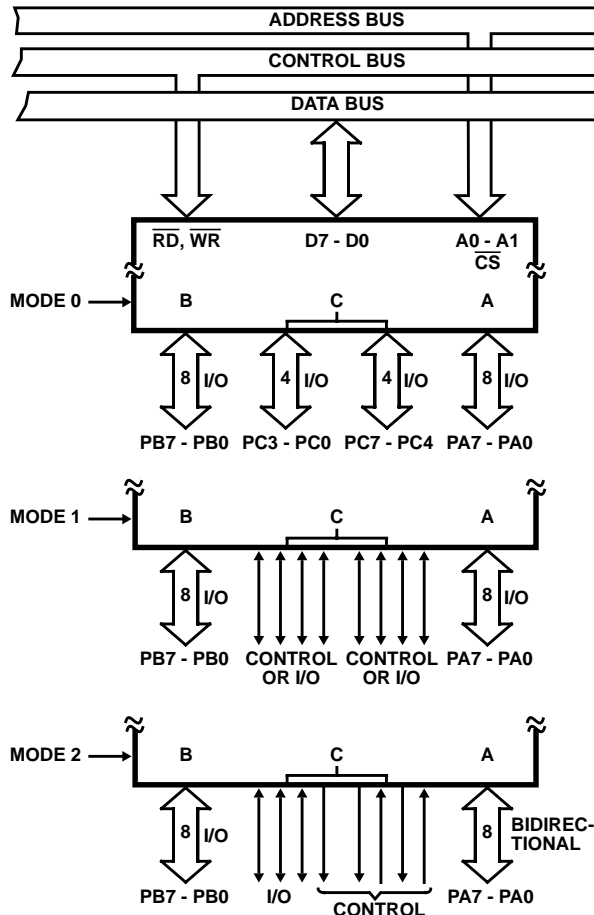 ADDRESS BUS
CONTROL BUS
DATA BUS
RD, WR D7 - D0 A0 - A1
CS
MODE 0 B C A
8 I/O 4 I/O 4 I/O 8 I/O
PB7 - PB0 PC3 - PC0 PC7 - PC4 PA7 - PA0
MODE 1 B C A
8 I/O 8 I/O
PB7 - PB0 CONTROL CONTROL PA7 - PA0
OR I/O OR I/O
MODE 2 B C A
8 I/O 8 BIDIREC-
TIONAL
PB7 - PB0 I/O PA7 - PA0
CONTROL